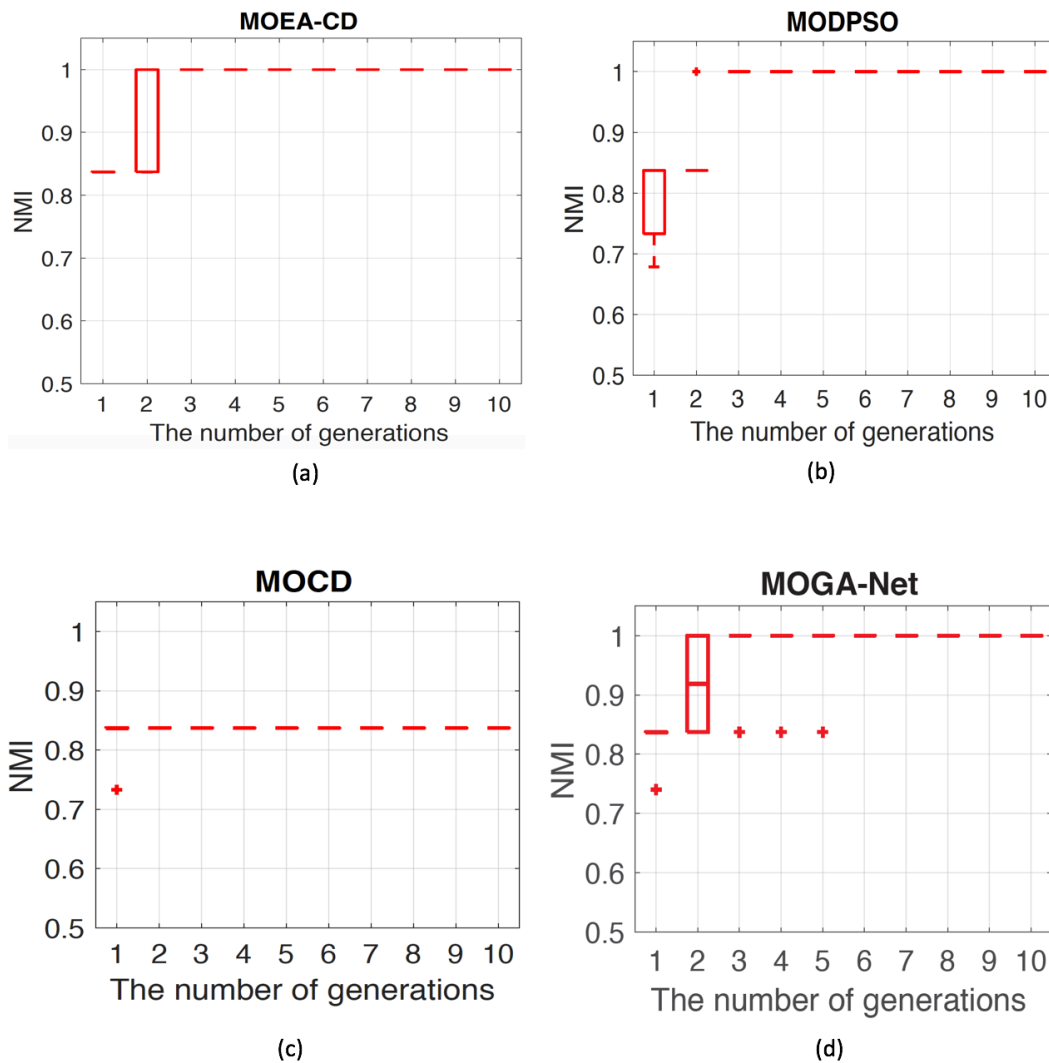 MOEA-CD
1
0.9
0.8
0.7
0.6
0.5
NMI
1 2 3 4 5 6 7 8 9 10
The number of generations
(a)
MODPSO
1
0.9
0.8
0.7
0.6
0.5
NMI
1 2 3 4 5 6 7 8 9 10
The number of generations
(b)
MOCD
1
0.9
0.8
0.7
0.6
0.5
NMI
1 2 3 4 5 6 7 8 9 10
The number of generations
(c)
MOGA-Net
1
0.9
0.8
0.7
0.6
0.5
NMI
1 2 3 4 5 6 7 8 9 10
The number of generations
(d)